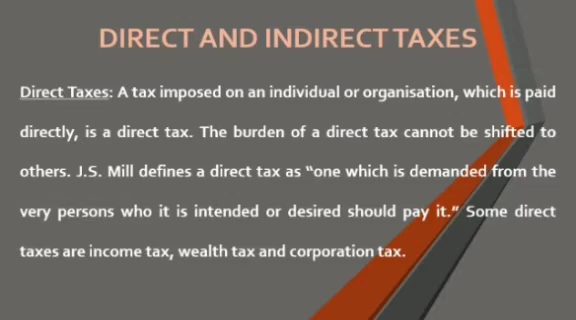 DIRECT AND INDIRECT TAXES
Direct Taxes: A tax imposed on an individual or organisation, which is paid
directly, is a direct tax. The burden of a direct tax cannot be shifted to
others. J.S. Mill defines a direct tax as “one which is demanded from the
very persons who it is intended or desired should pay it.” Some direct
taxes are income tax, wealth tax and corporation tax.